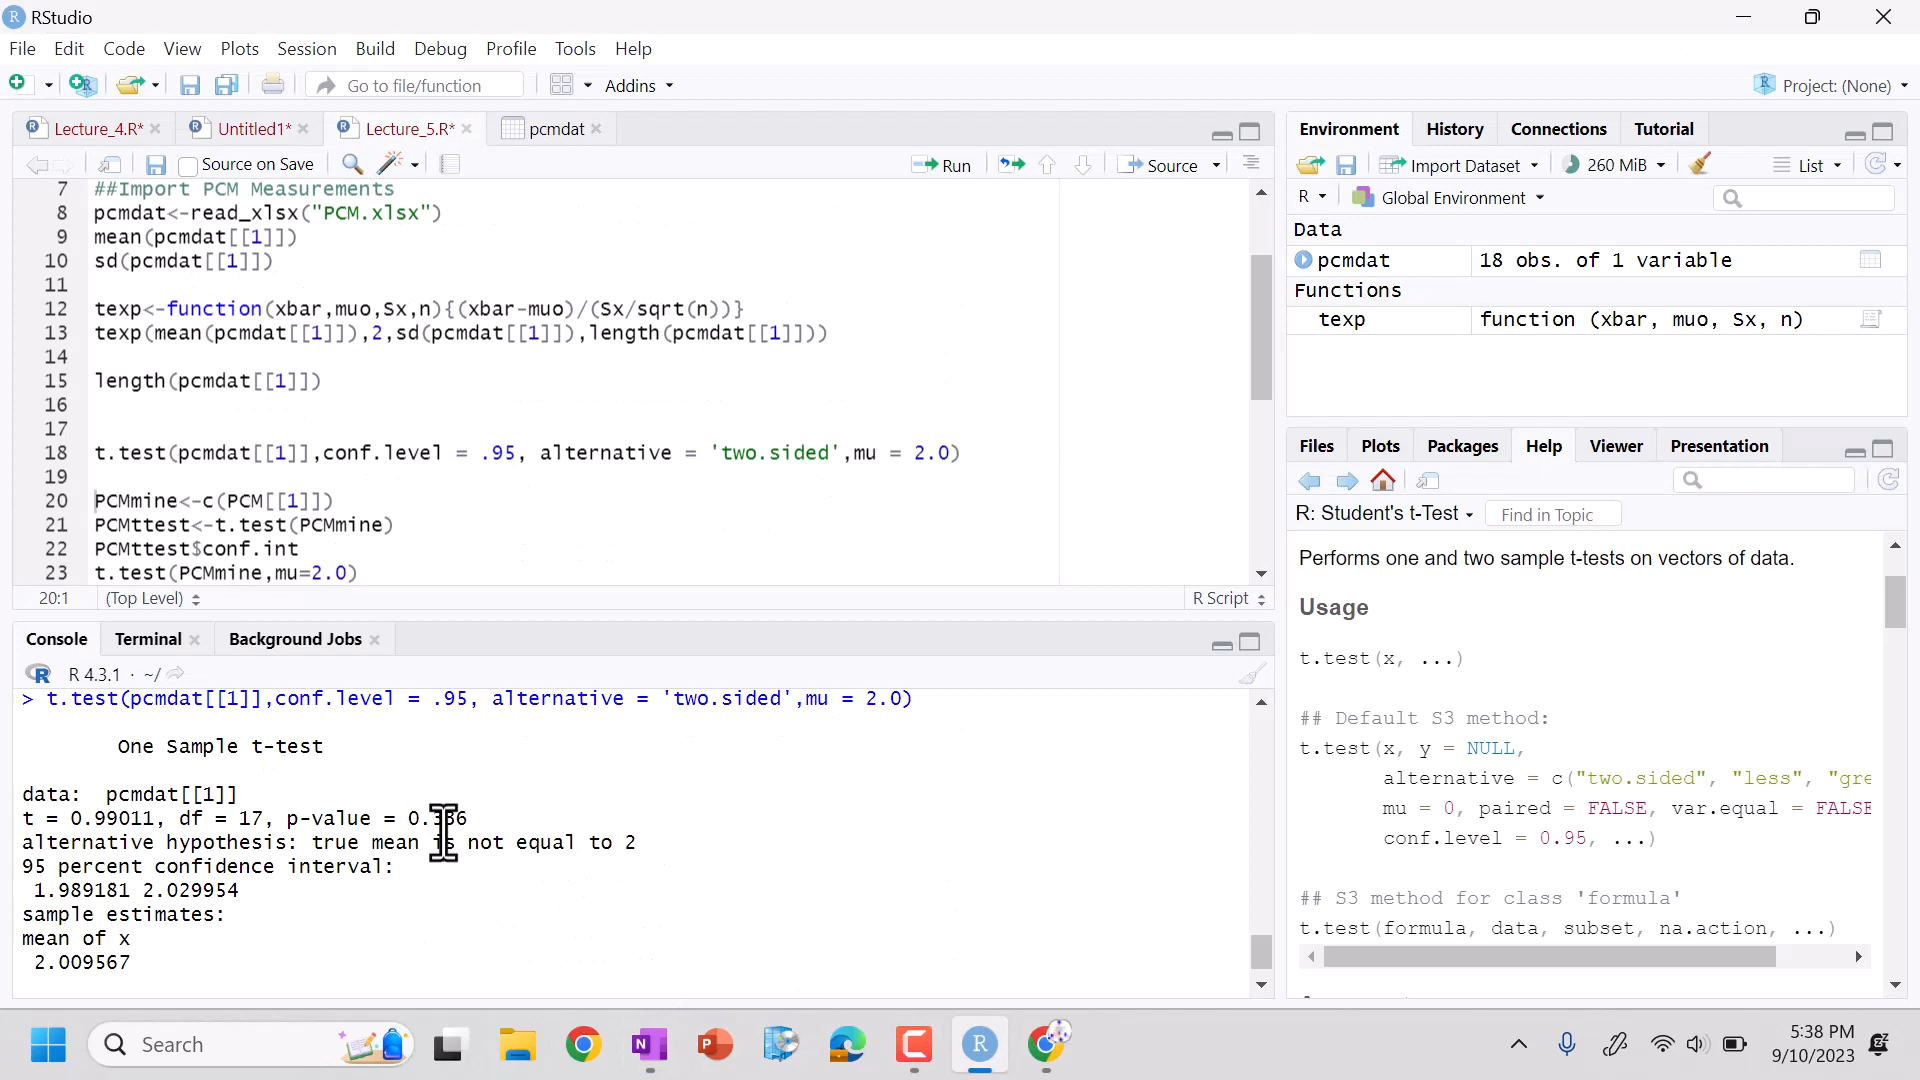 RStudio
File Edit Code View Plots Session Build Debug Profile Tools Help
Go to file/function Addins Project: (None)
Lecture_4.R* Untitled1* Lecture_5.R* pcmdat
Source on Save Run Source
7 ##Import PCM Measurements
8 pcmdat<-read_xlsx("PCM.xlsx")
9 mean(pcmdat[[1]])
10 sd(pcmdat[[1]])
11
12 texp<-function(xbar,muo,Sx,n){(xbar-muo)/(Sx/sqrt(n))}
13 texp(mean(pcmdat[[1]]),2,sd(pcmdat[[1]]),length(pcmdat[[1]]))
14
15 length(pcmdat[[1]])
16
17
18 t.test(pcmdat[[1]],conf.level = .95, alternative = 'two.sided',mu = 2.0)
19
20 PCMmine<-c(PCM[[1]])
21 PCMttest<-t.test(PCMmine)
22 PCMttest$conf.int
23 t.test(PCMmine,mu=2.0)
20:1 (Top Level) R Script
Console Terminal Background Jobs
R 4.3.1 · ~/
> t.test(pcmdat[[1]],conf.level = .95, alternative = 'two.sided',mu = 2.0)
One Sample t-test
data: pcmdat[[1]]
t = 0.99011, df = 17, p-value = 0.336
alternative hypothesis: true mean is not equal to 2
95 percent confidence interval:
1.989181 2.029954
sample estimates:
mean of x
2.009567
Environment History Connections Tutorial
Import Dataset 260 MiB List
R Global Environment
Data
pcmdat 18 obs. of 1 variable
Functions
texp function (xbar, muo, Sx, n)
Files Plots Packages Help Viewer Presentation
R: Student's t-Test Find in Topic
Performs one and two sample t-tests on vectors of data.
Usage
t.test(x, ...)
## Default S3 method:
t.test(x, y = NULL,
alternative = c("two.sided", "less", "gre
mu = 0, paired = FALSE, var.equal = FALSE
conf.level = 0.95, ...)
## S3 method for class 'formula'
t.test(formula, data, subset, na.action, ...)
Search
5:38 PM
9/10/2023